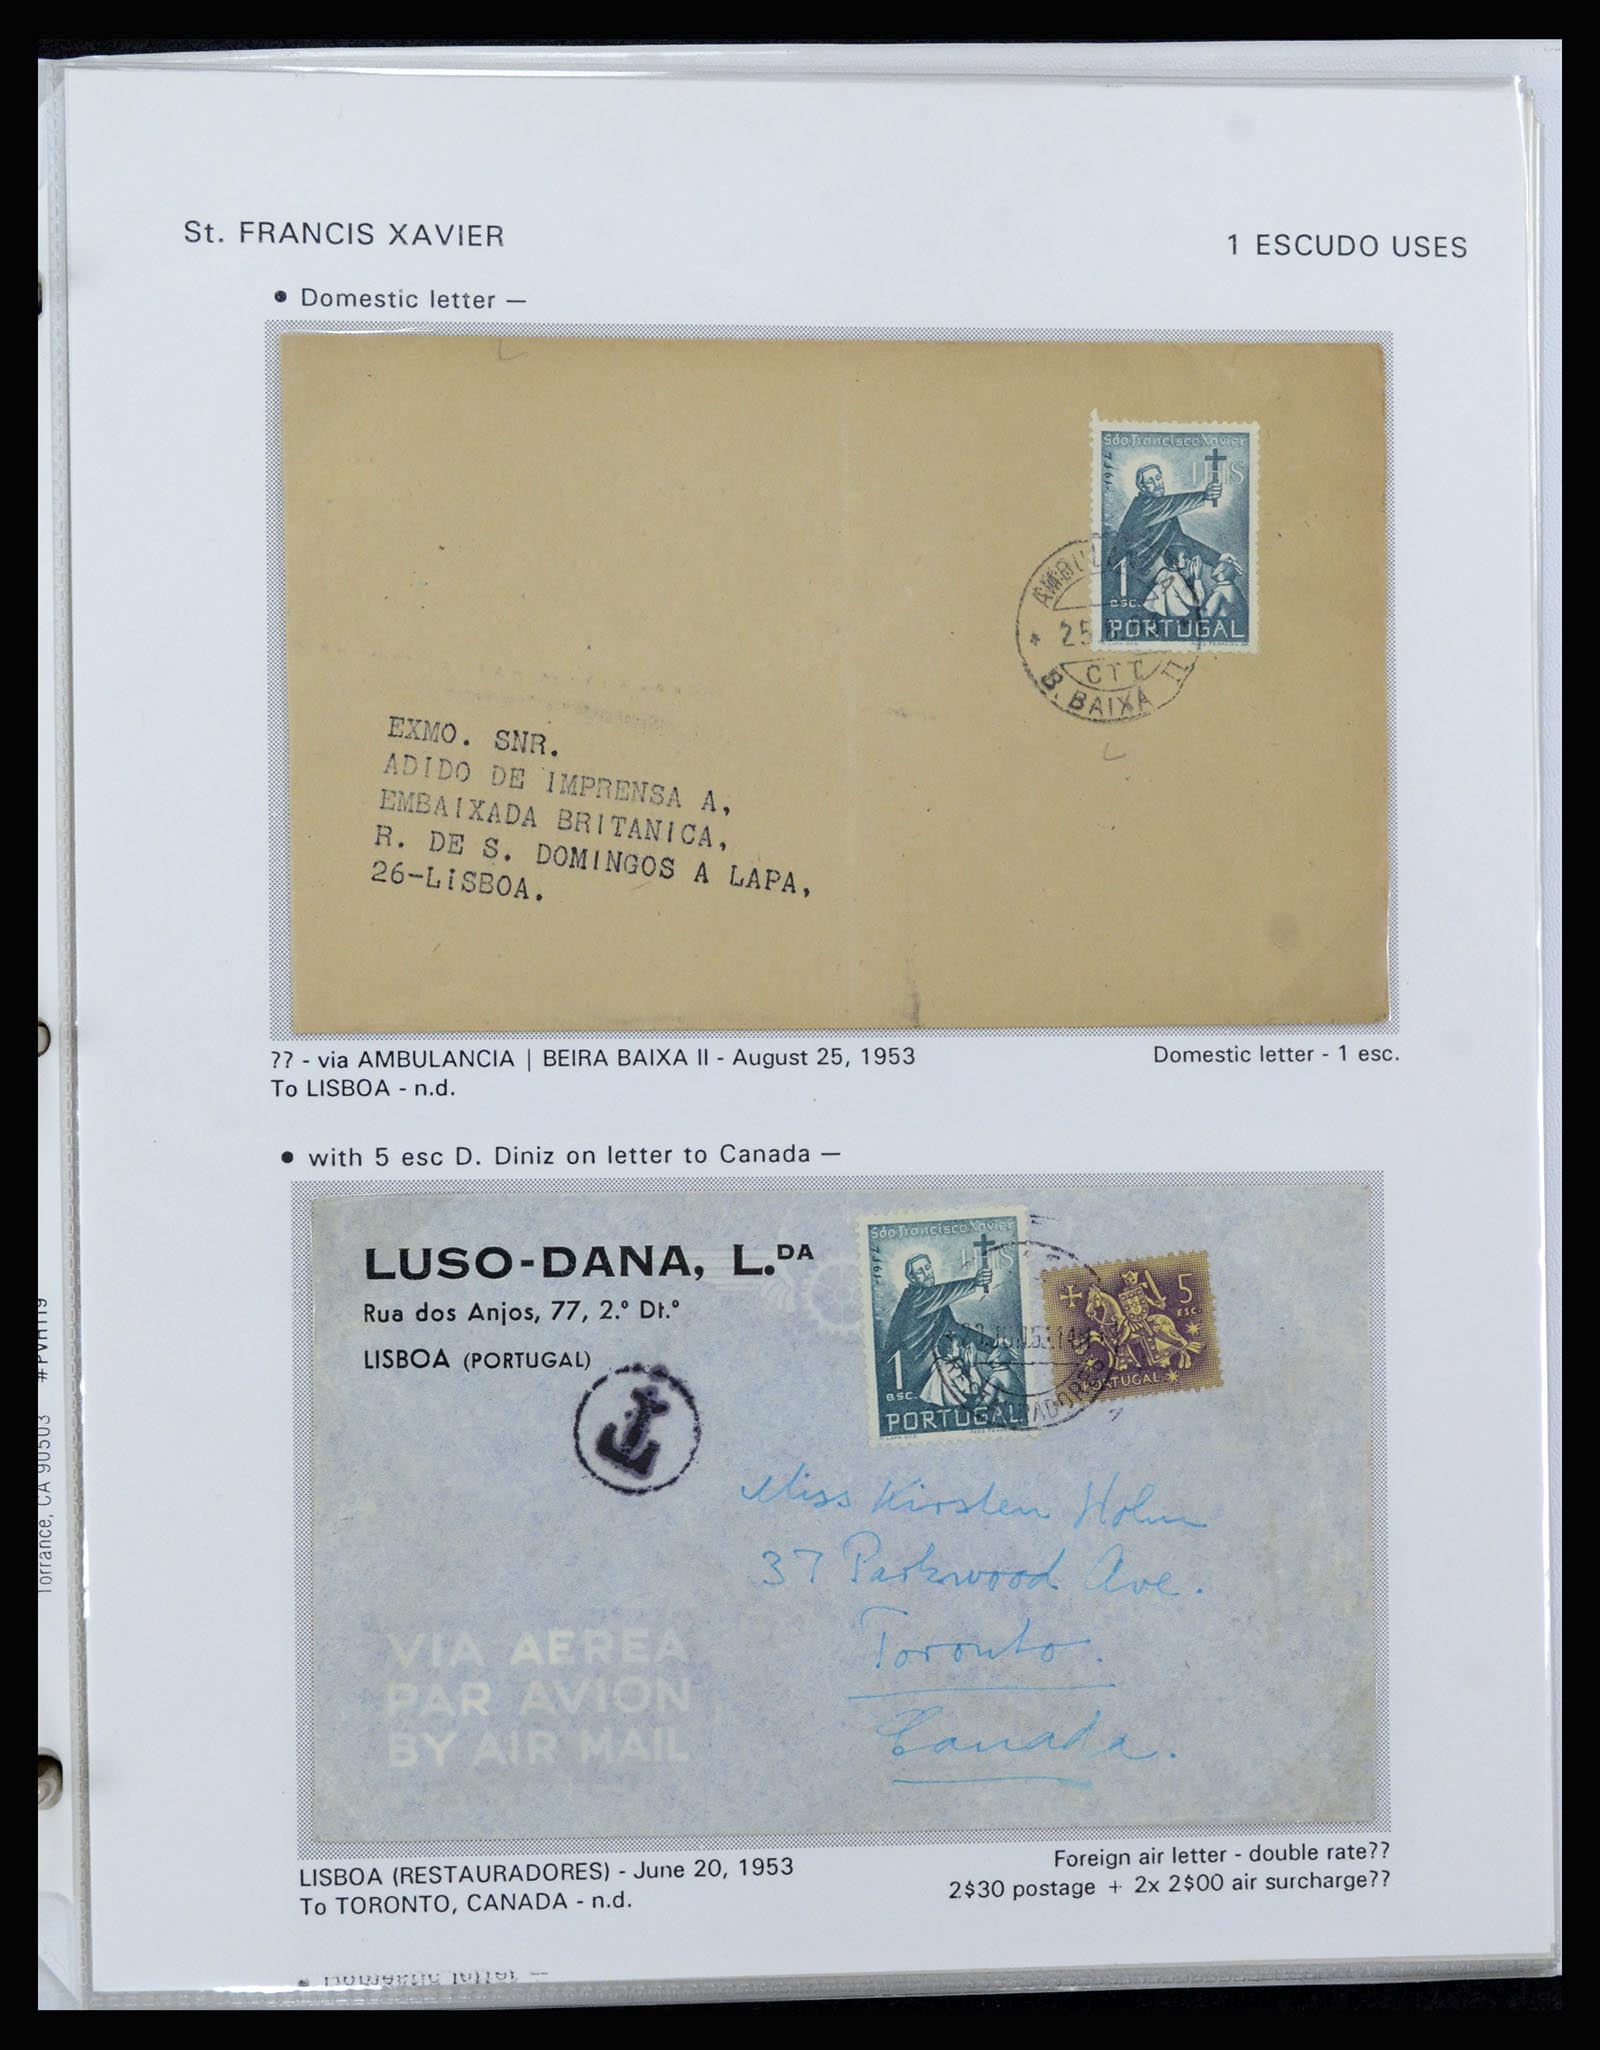 St. FRANCIS XAVIER
1 ESCUDO USES
• Domestic letter —
São Francisco Xavier
IHS
1
ESC.
PORTUGAL
* 25
CTT
B. BAIXA II
EXMO. SNR.
ADIDO DE IMPRENSA A,
EMBAIXADA BRITANICA,
R. DE S. DOMINGOS A LAPA,
26-LISBOA.
?? - via AMBULANCIA | BEIRA BAIXA II - August 25, 1953
Domestic letter - 1 esc.
To LISBOA - n.d.
• with 5 esc D. Diniz on letter to Canada —
LUSO-DANA, L.DA
Rua dos Anjos, 77, 2.º Dt.º
LISBOA (PORTUGAL)
São Francisco Xavier
IHS
1
ESC.
PORTUGAL
5
ESC.
PORTUGAL
Miss Kirsten Holm
37 Parkwood Ave.
Toronto.
Canada.
VIA AEREA
PAR AVION
BY AIR MAIL
LISBOA (RESTAURADORES) - June 20, 1953
To TORONTO, CANADA - n.d.
Foreign air letter - double rate??
2$30 postage + 2x 2$00 air surcharge??
Torrance, CA 90503 #PVH119
• Domestic letter —